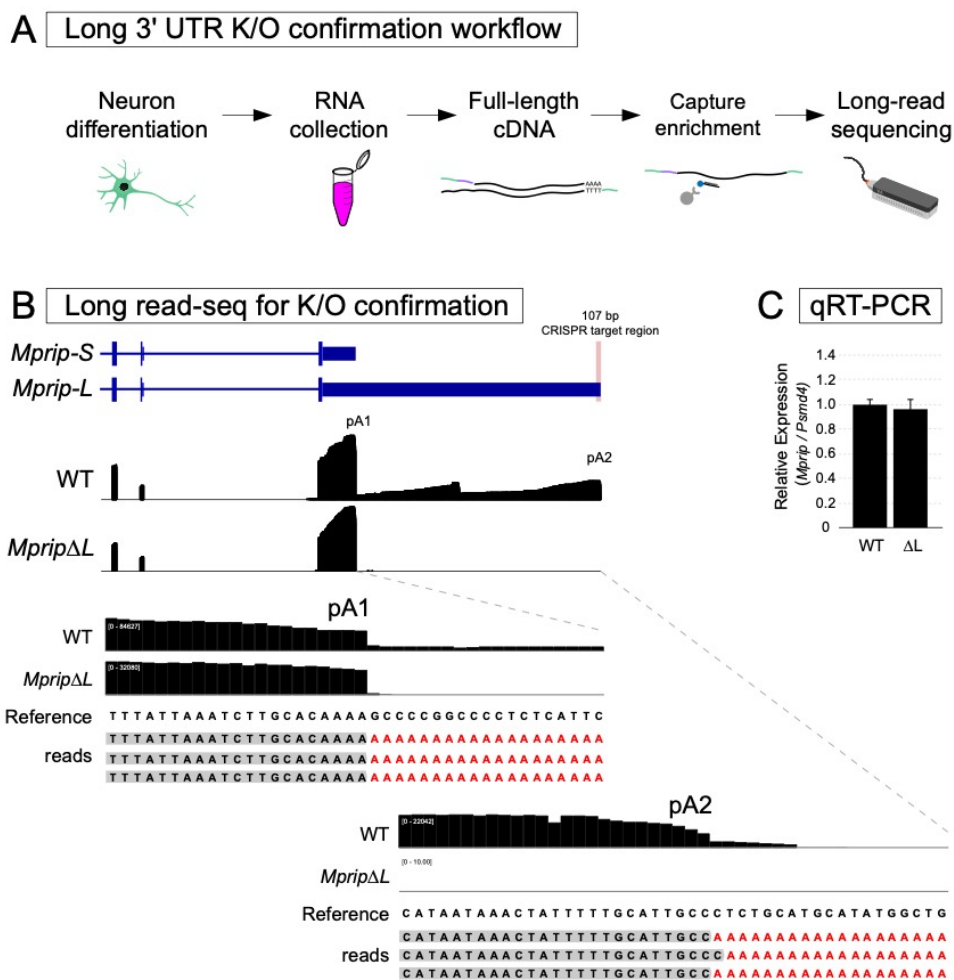 A Long 3' UTR K/O confirmation workflow
Neuron differentiation
RNA collection
Full-length cDNA
Capture enrichment
Long-read sequencing
AAAA
TTTT
B Long read-seq for K/O confirmation
107 bp
CRISPR target region
Mprip-S
Mprip-L
pA1
pA2
WT
MpripΔL
pA1
WT
[0 - 84627]
MpripΔL
[0 - 32080]
Reference T T T A T T A A A T C T T G C A C A A A A G C C C C G G C C C C T C T C A T T C
reads
T T T A T T A A A T C T T G C A C A A A A A A A A A A A A A A A A A A A A A A
T T T A T T A A A T C T T G C A C A A A A A A A A A A A A A A A A A A A A A A
T T T A T T A A A T C T T G C A C A A A A A A A A A A A A A A A A A A A A A A
pA2
WT
[0 - 22042]
MpripΔL
[0 - 10.00]
Reference C A T A A T A A A C T A T T T T T G C A T T G C C C T C T G C A T G C A T A T G G C T G
reads
C A T A A T A A A C T A T T T T T G C A T T G C C A A A A A A A A A A A A A A A A A A A
C A T A A T A A A C T A T T T T T G C A T T G C C C A A A A A A A A A A A A A A A A A A
C A T A A T A A A C T A T T T T T G C A T T G C C A A A A A A A A A A A A A A A A A A A
C qRT-PCR
Relative Expression
(Mprip / Psmd4)
1.4
1.2
1.0
0.8
0.6
0.4
0.2
0
WT ΔL